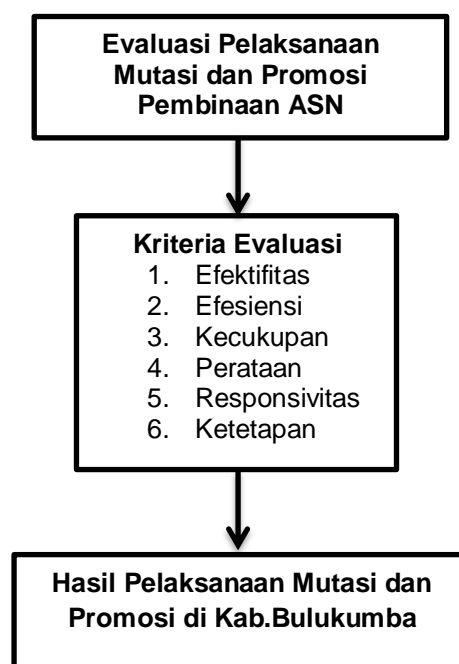 Evaluasi Pelaksanaan
Mutasi dan Promosi
Pembinaan ASN
Kriteria Evaluasi
1. Efektifitas
2. Efesiensi
3. Kecukupan
4. Perataan
5. Responsivitas
6. Ketetapan
Hasil Pelaksanaan Mutasi dan
Promosi di Kab.Bulukumba